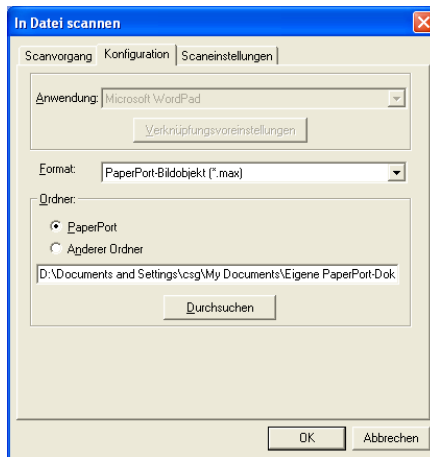 In Datei scannen
Scanvorgang Konfiguration Scaneinstellungen
Anwendung: Microsoft WordPad
Verknüpfungsvoreinstellungen
Format: PaperPort-Bildobjekt (*.max)
Ordner:
PaperPort
Anderer Ordner
D:\Documents and Settings\csg\My Documents\Eigene PaperPort-Dok
Durchsuchen
OK Abbrechen